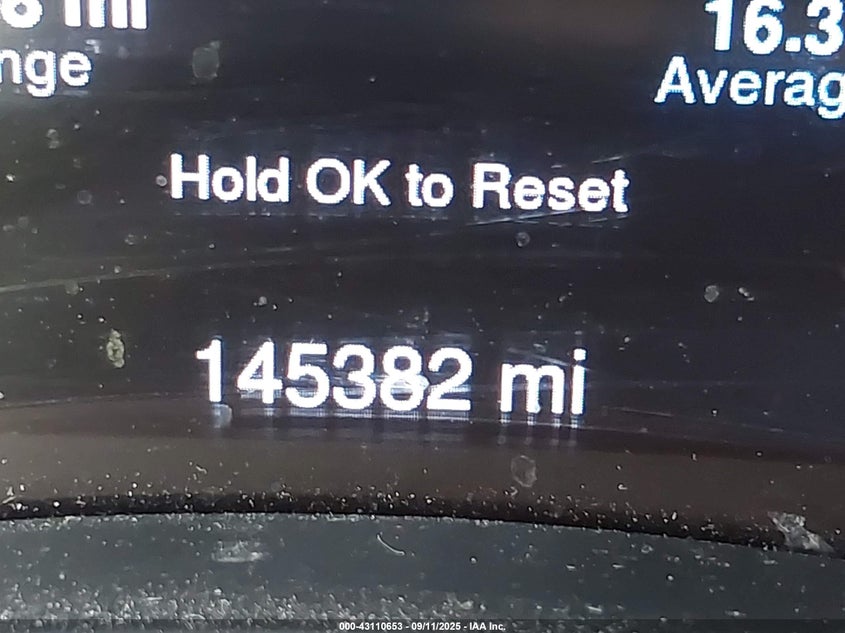 16.3
Averag
nge
Hold OK to Reset
145382 mi
000-43110653 - 09/11/2025 - IAA Inc.